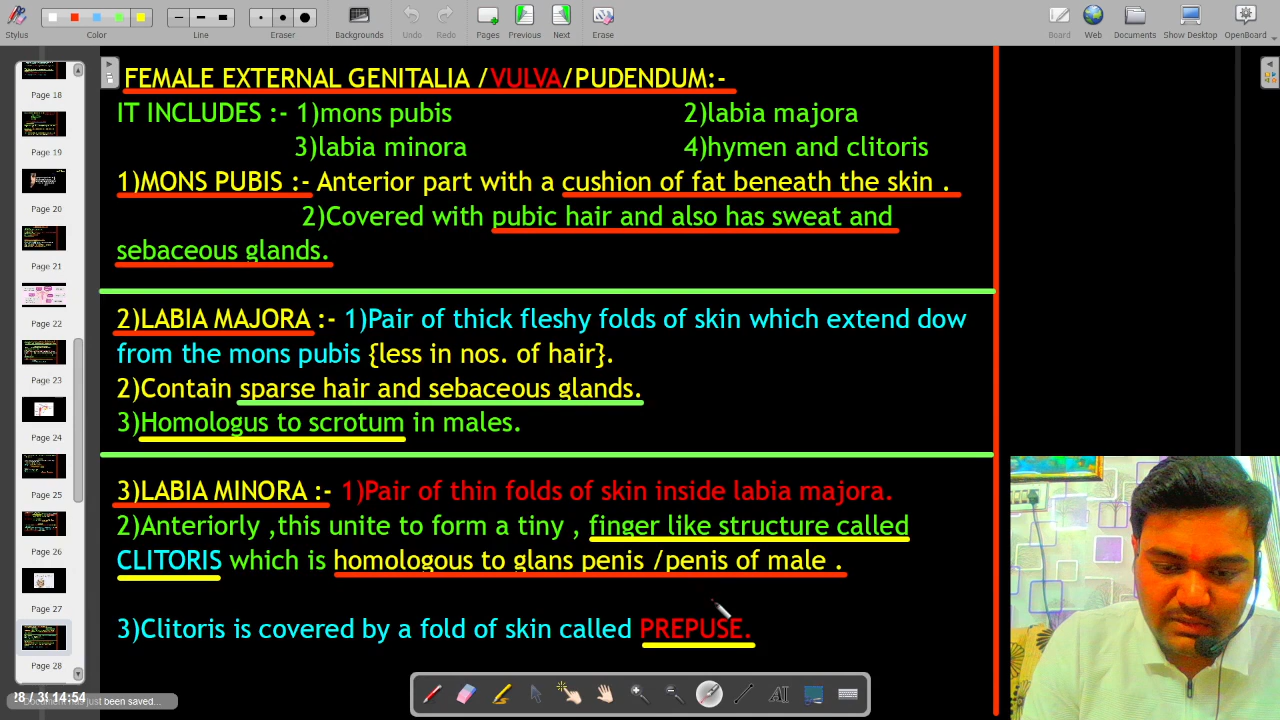 Stylus
Color
Line
Eraser
Backgrounds
Undo
Redo
Pages
Previous
Next
Erase
Board
Web
Documents
Show Desktop
OpenBoard
Page 18
Page 19
Page 20
Page 21
Page 22
Page 23
Page 24
Page 25
Page 26
Page 27
Page 28
FEMALE EXTERNAL GENITALIA /VULVA/PUDENDUM:-
IT INCLUDES :- 1)mons pubis 2)labia majora
3)labia minora 4)hymen and clitoris
1)MONS PUBIS :- Anterior part with a cushion of fat beneath the skin .
2)Covered with pubic hair and also has sweat and
sebaceous glands.
2)LABIA MAJORA :- 1)Pair of thick fleshy folds of skin which extend dow
from the mons pubis {less in nos. of hair}.
2)Contain sparse hair and sebaceous glands.
3)Homologus to scrotum in males.
3)LABIA MINORA :- 1)Pair of thin folds of skin inside labia majora.
2)Anteriorly ,this unite to form a tiny , finger like structure called
CLITORIS which is homologous to glans penis /penis of male .
3)Clitoris is covered by a fold of skin called PREPUSE.
14:54
Document has just been saved...
AI